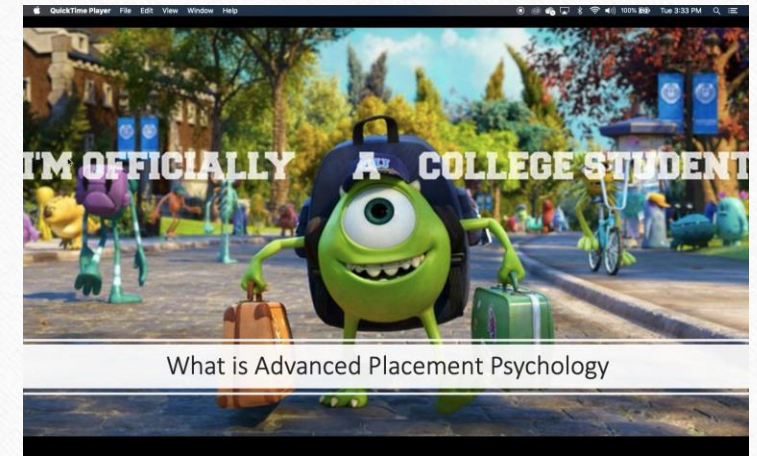 QuickTime Player File Edit View Window Help 100% Tue 3:33 PM
I'M OFFICIALLY A COLLEGE STUDENT
MU
What is Advanced Placement Psychology